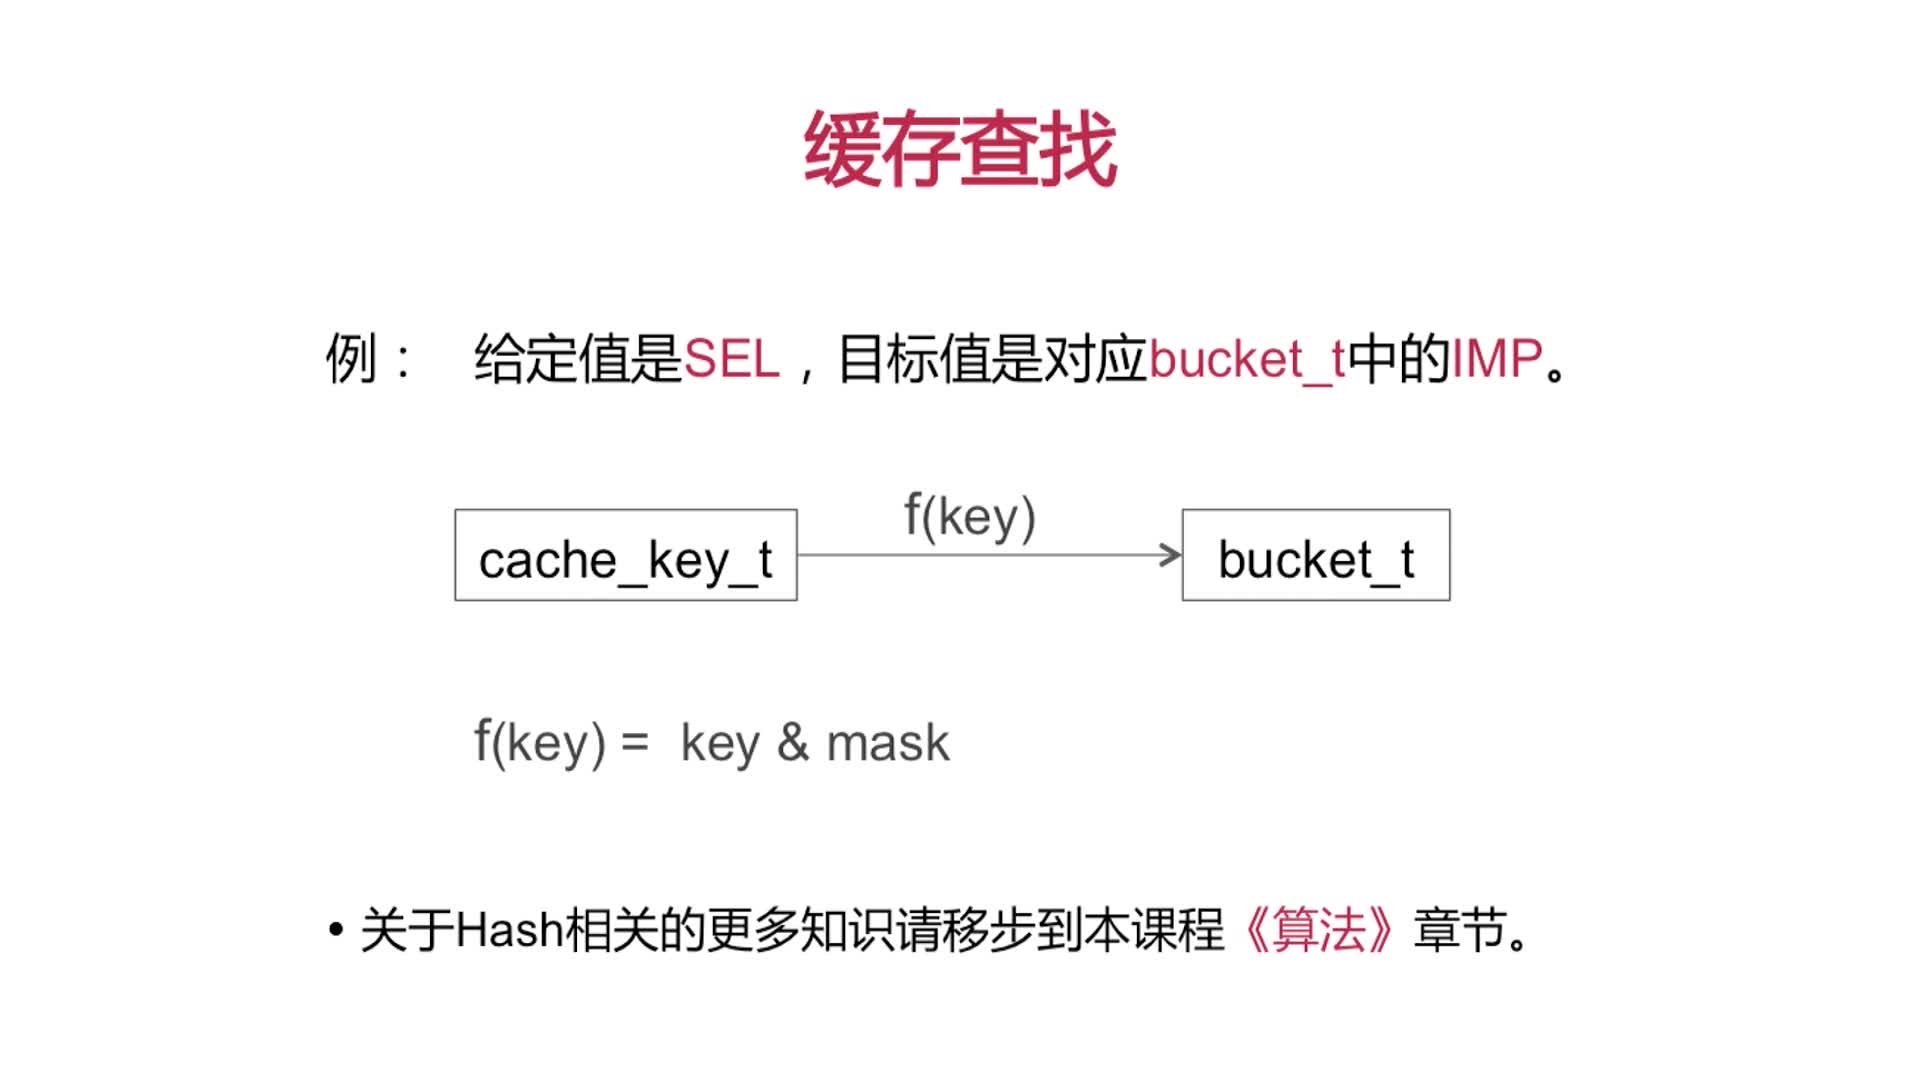 缓存查找
例： 给定值是SEL，目标值是对应bucket_t中的IMP。
f(key)
cache_key_t
bucket_t
f(key) = key & mask
• 关于Hash相关的更多知识请移步到本课程《算法》章节。